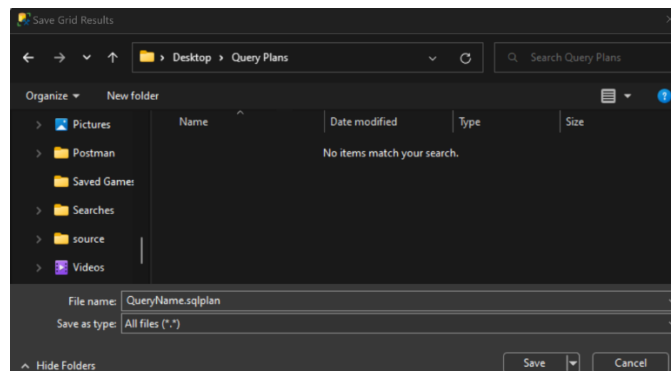 Save Grid Results
Desktop › Query Plans
Search Query Plans
Organize
New folder
?
Name
Date modified
Type
Size
Pictures
Postman
Saved Games
Searches
source
Videos
No items match your search.
File name: QueryName.sqlplan
Save as type: All files (*.*)
Hide Folders
Save
Cancel